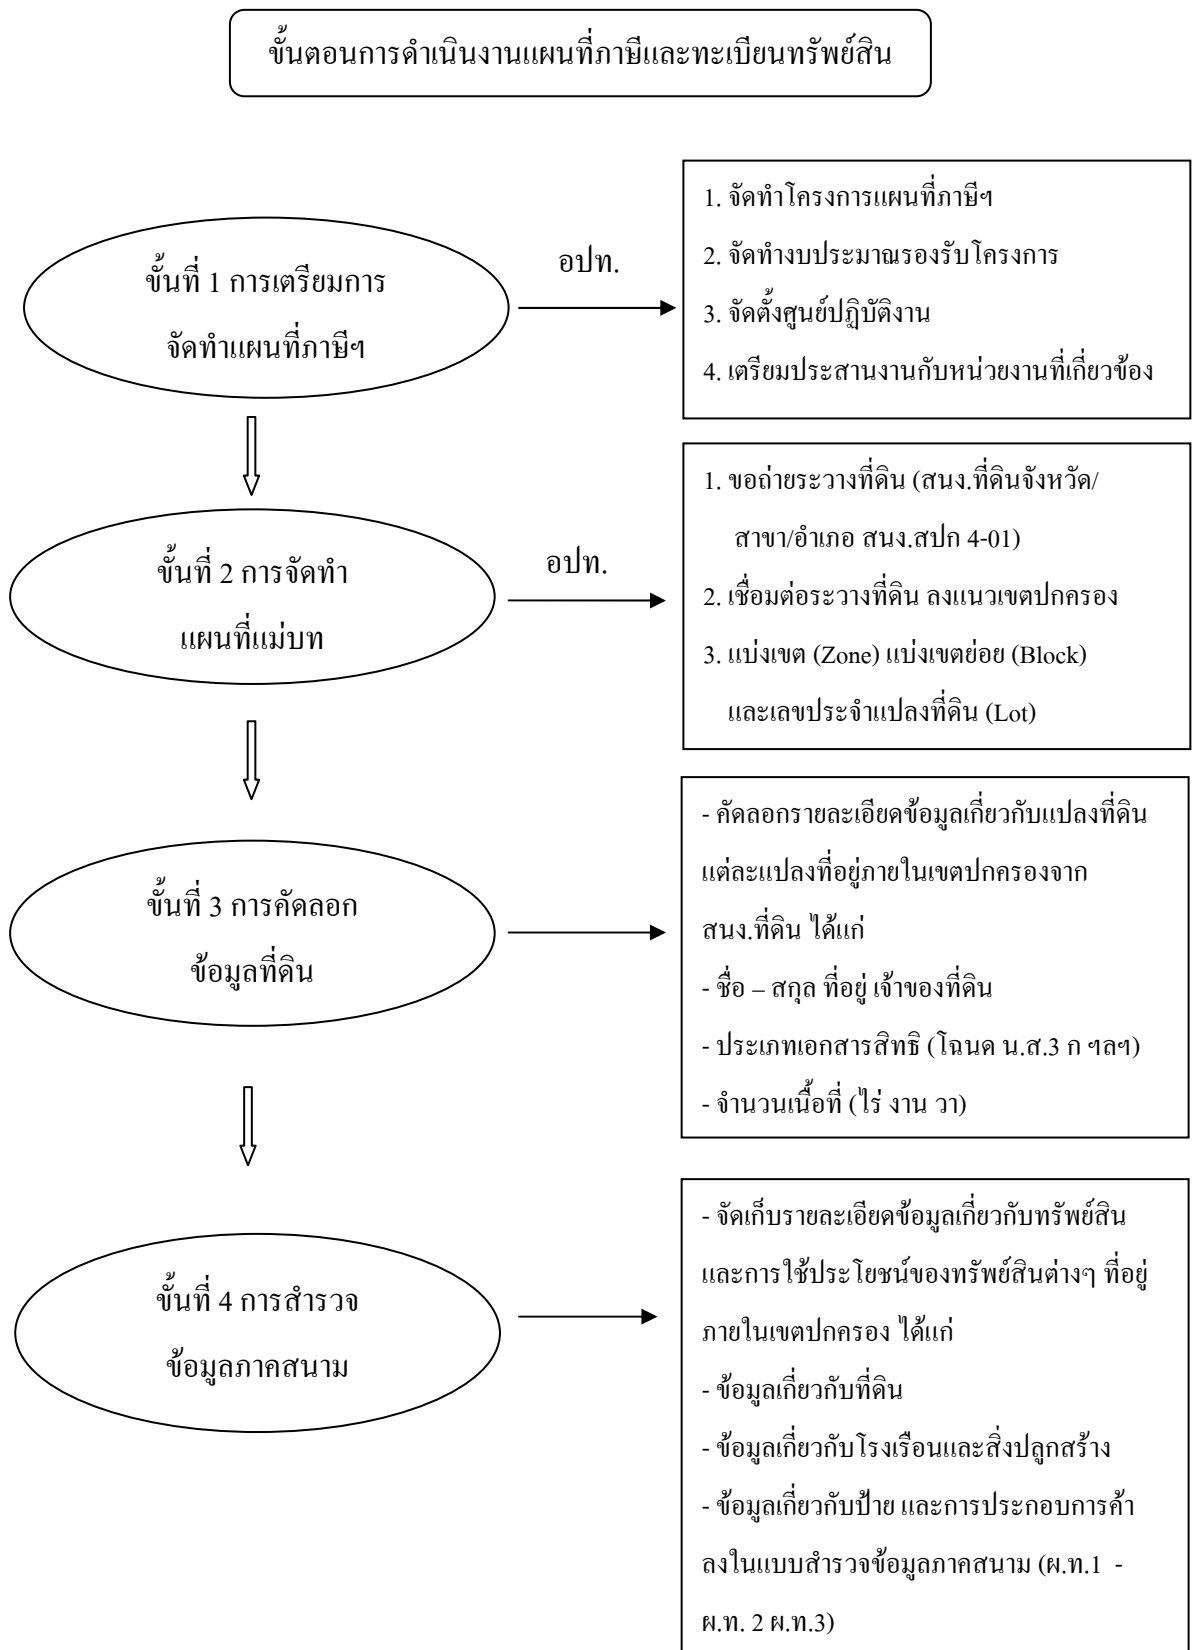 ขั้นตอนการดำเนินงานแผนที่ภาษีและทะเบียนทรัพย์สิน
ขั้นที่ 1 การเตรียมการ
จัดทำแผนที่ภาษีฯ
อปท.
1. จัดทำโครงการแผนที่ภาษีฯ
2. จัดทำงบประมาณรองรับโครงการ
3. จัดตั้งศูนย์ปฏิบัติงาน
4. เตรียมประสานงานกับหน่วยงานที่เกี่ยวข้อง
ขั้นที่ 2 การจัดทำ
แผนที่แม่บท
อปท.
1. ขอถ่ายระวางที่ดิน (สนง.ที่ดินจังหวัด/
สาขา/อำเภอ สนง.สปก 4-01)
2. เชื่อมต่อระวางที่ดิน ลงแนวเขตปกครอง
3. แบ่งเขต (Zone) แบ่งเขตย่อย (Block)
และเลขประจำแปลงที่ดิน (Lot)
ขั้นที่ 3 การคัดลอก
ข้อมูลที่ดิน
- คัดลอกรายละเอียดข้อมูลเกี่ยวกับแปลงที่ดิน
แต่ละแปลงที่อยู่ภายในเขตปกครองจาก
สนง.ที่ดิน ได้แก่
- ชื่อ – สกุล ที่อยู่ เจ้าของที่ดิน
- ประเภทเอกสารสิทธิ (โฉนด น.ส.3 ก ฯลฯ)
- จำนวนเนื้อที่ (ไร่ งาน วา)
ขั้นที่ 4 การสำรวจ
ข้อมูลภาคสนาม
- จัดเก็บรายละเอียดข้อมูลเกี่ยวกับทรัพย์สิน
และการใช้ประโยชน์ของทรัพย์สินต่างๆ ที่อยู่
ภายในเขตปกครอง ได้แก่
- ข้อมูลเกี่ยวกับที่ดิน
- ข้อมูลเกี่ยวกับโรงเรือนและสิ่งปลูกสร้าง
- ข้อมูลเกี่ยวกับป้าย และการประกอบการค้า
ลงในแบบสำรวจข้อมูลภาคสนาม (ผ.ท.1 -
ผ.ท. 2 ผ.ท.3)